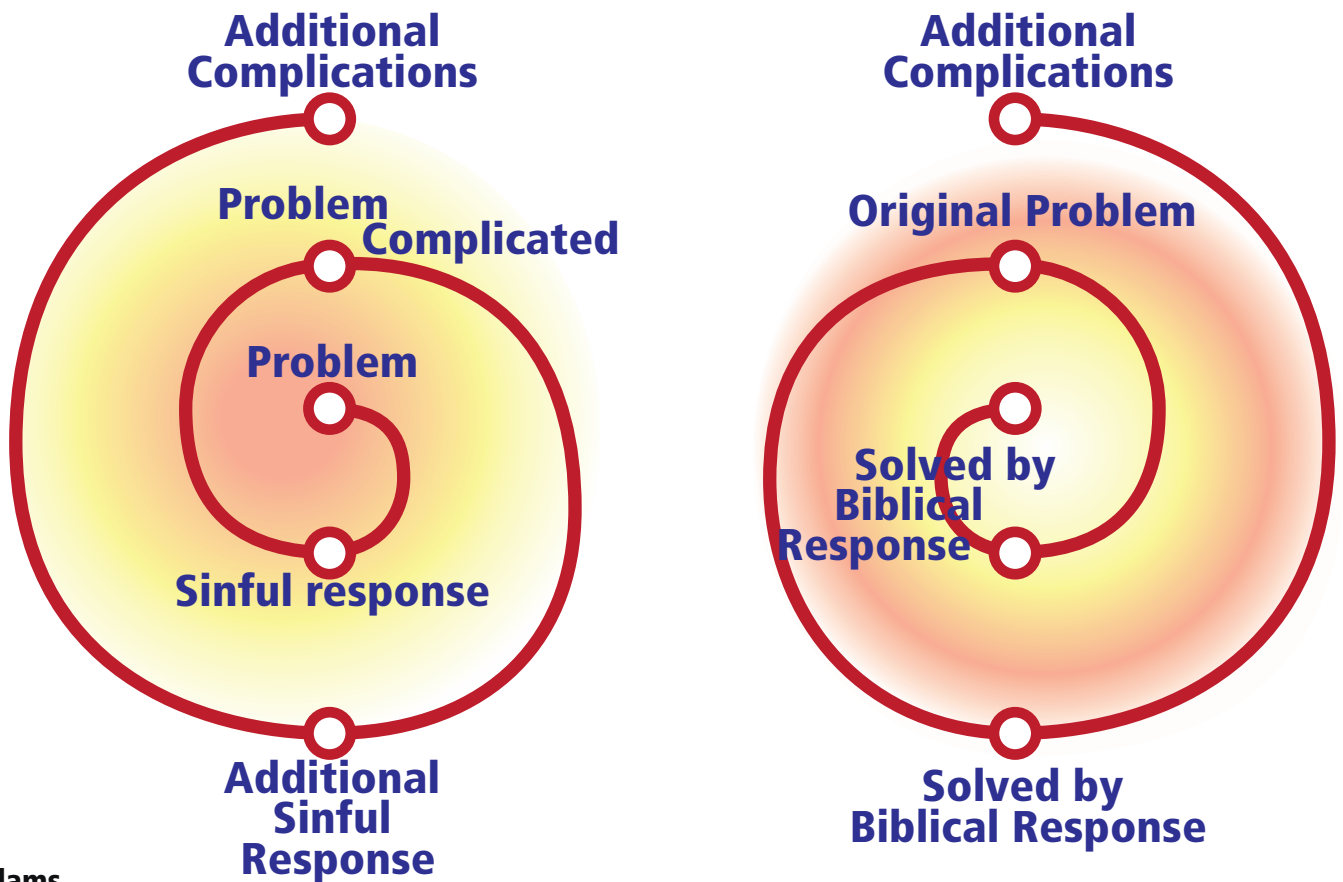 Additional
Complications
Problem
Complicated
Problem
Sinful response
Additional
Sinful
Response
Additional
Complications
Original Problem
Solved by
Biblical
Response
Solved by
Biblical Response